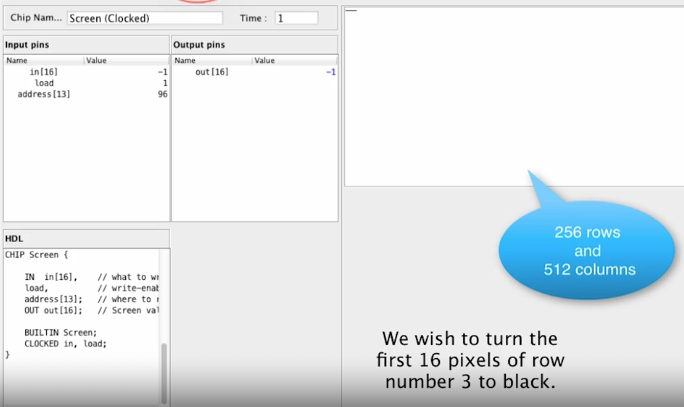 Chip Nam... Screen (Clocked) Time : 1
Input pins
Name Value
in[16] -1
load 1
address[13] 96
Output pins
Name Value
out[16] -1
HDL
CHIP Screen {
IN in[16], // what to
load, // write-ena
address[13]; // where to
OUT out[16]; // Screen va
BUILTIN Screen;
CLOCKED in, load;
}
256 rows
and
512 columns
We wish to turn the
first 16 pixels of row
number 3 to black.